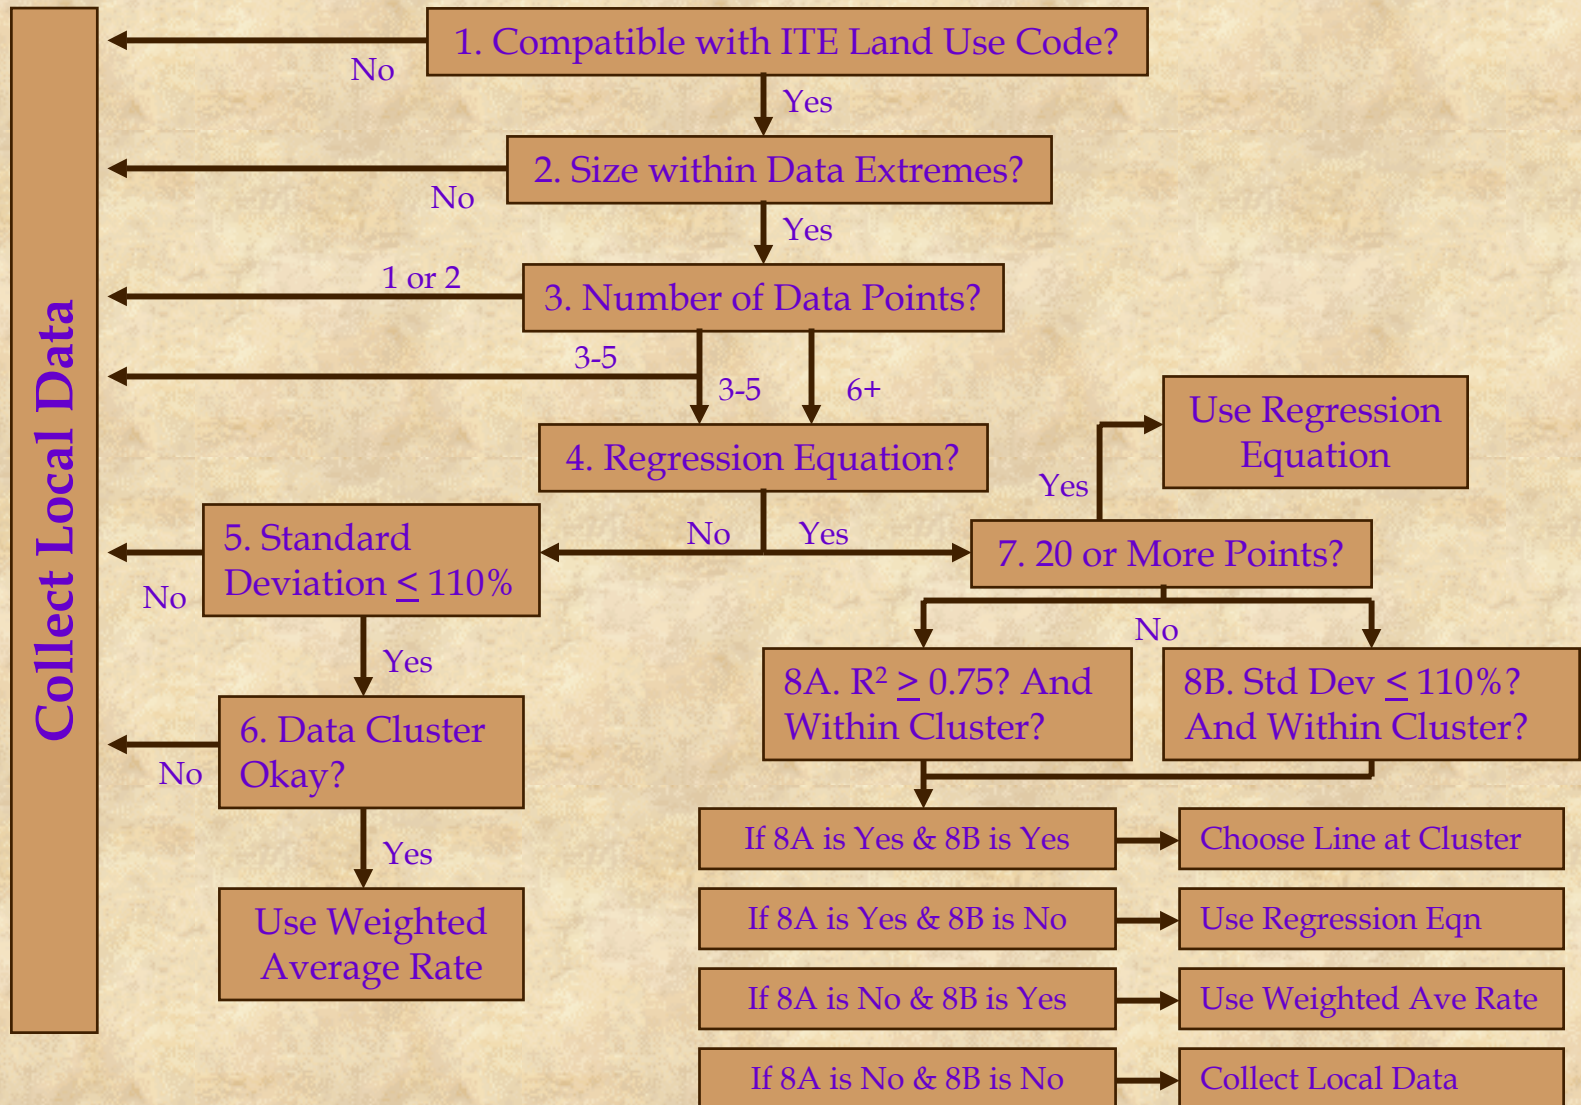 Collect Local Data
1. Compatible with ITE Land Use Code?
No
Yes
2. Size within Data Extremes?
No
Yes
1 or 2
3. Number of Data Points?
3-5
3-5
6+
4. Regression Equation?
Use Regression
Equation
Yes
No
Yes
5. Standard
Deviation ≤ 110%
No
7. 20 or More Points?
No
Yes
8A. R² ≥ 0.75? And
Within Cluster?
8B. Std Dev ≤ 110%?
And Within Cluster?
6. Data Cluster
Okay?
No
Yes
Use Weighted
Average Rate
If 8A is Yes & 8B is Yes
Choose Line at Cluster
If 8A is Yes & 8B is No
Use Regression Eqn
If 8A is No & 8B is Yes
Use Weighted Ave Rate
If 8A is No & 8B is No
Collect Local Data